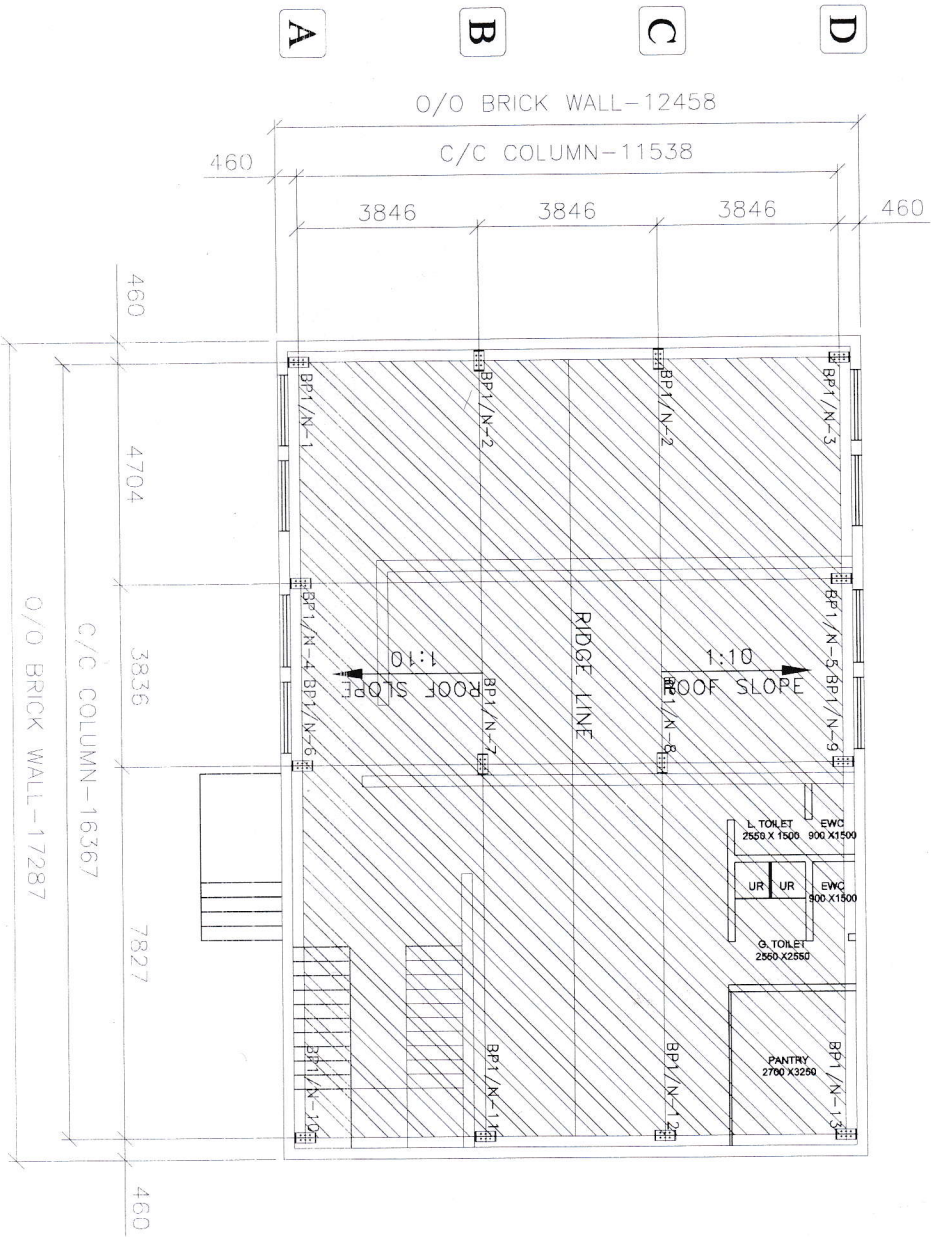 A
B
C
D
O/O BRICK WALL-12458
C/C COLUMN-11538
460
3846
3846
3846
460
460
4704
3836
7827
460
C/C COLUMN-16367
O/O BRICK WALL-17287
BP1/N-1
BP1/N-2
BP1/N-2
BP1/N-3
BP1/N-4
BP1/N-6
BP1/N-5
BP1/N-9
BP1/N-7
BP1/N-8
RIDGE LINE
1:10
ROOF SLOPE
1:10
ROOF SLOPE
L. TOILET
2550 X 1500
EWC
900 X1500
UR
UR
EWC
900 X1500
G. TOILET
2550 X2550
PANTRY
2700 X3250
BP1/N-10
BP1/N-11
BP1/N-12
BP1/N-13